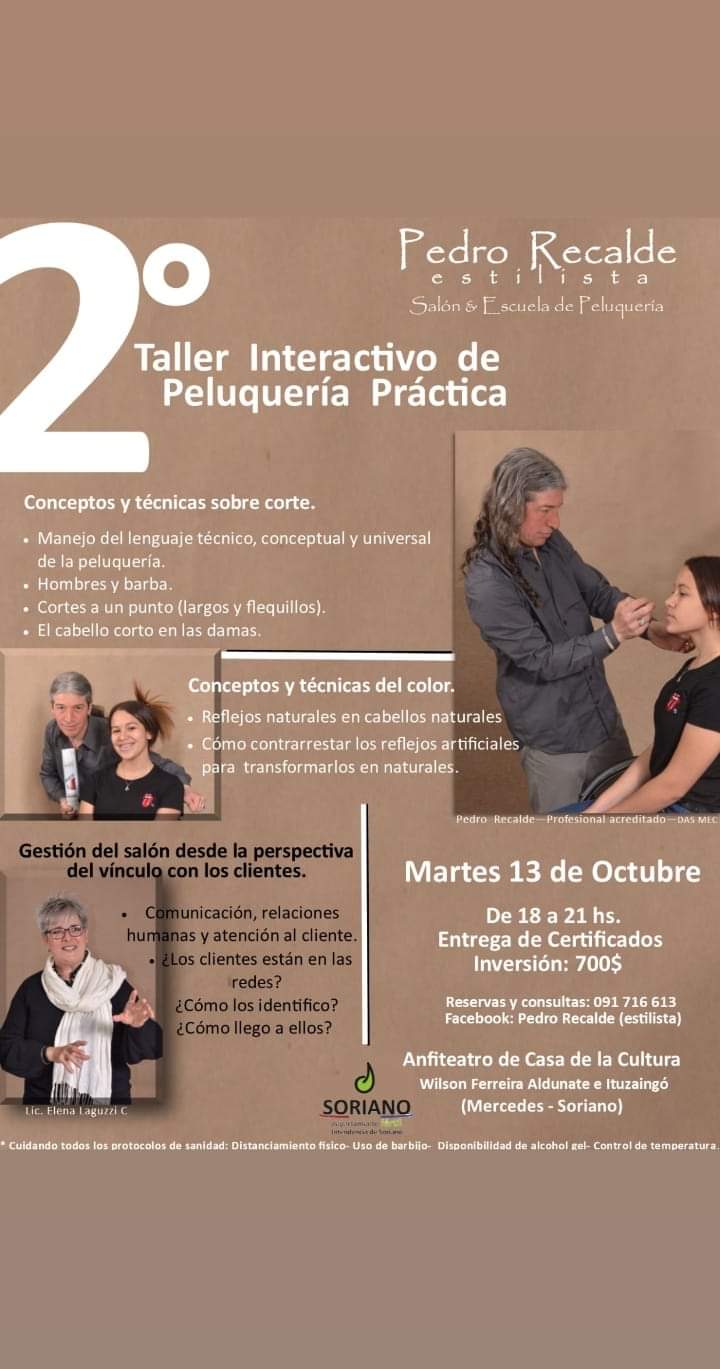 2º
Pedro Recalde
estilista
Salón & Escuela de Peluquería
Taller Interactivo de
Peluquería Práctica
Conceptos y técnicas sobre corte.
• Manejo del lenguaje técnico, conceptual y universal
de la peluquería.
• Hombres y barba.
• Cortes a un punto (largos y flequillos).
• El cabello corto en las damas.
Conceptos y técnicas del color.
• Reflejos naturales en cabellos naturales
• Cómo contrarrestar los reflejos artificiales
para transformarlos en naturales.
Pedro Recalde—Profesional acreditado—DAS MEC
Gestión del salón desde la perspectiva
del vínculo con los clientes.
• Comunicación, relaciones
humanas y atención al cliente.
• ¿Los clientes están en las
redes?
¿Cómo los identifico?
¿Cómo llego a ellos?
Lic. Elena Laguzzi C
Martes 13 de Octubre
De 18 a 21 hs.
Entrega de Certificados
Inversión: 700$
Reservas y consultas: 091 716 613
Facebook: Pedro Recalde (estilista)
Anfiteatro de Casa de la Cultura
Wilson Ferreira Aldunate e Ituzaingó
(Mercedes - Soriano)
SORIANO
Intendencia de Soriano
* Cuidando todos los protocolos de sanidad: Distanciamiento fisico- Uso de barbijo- Disponibilidad de alcohol gel- Control de temperatura.